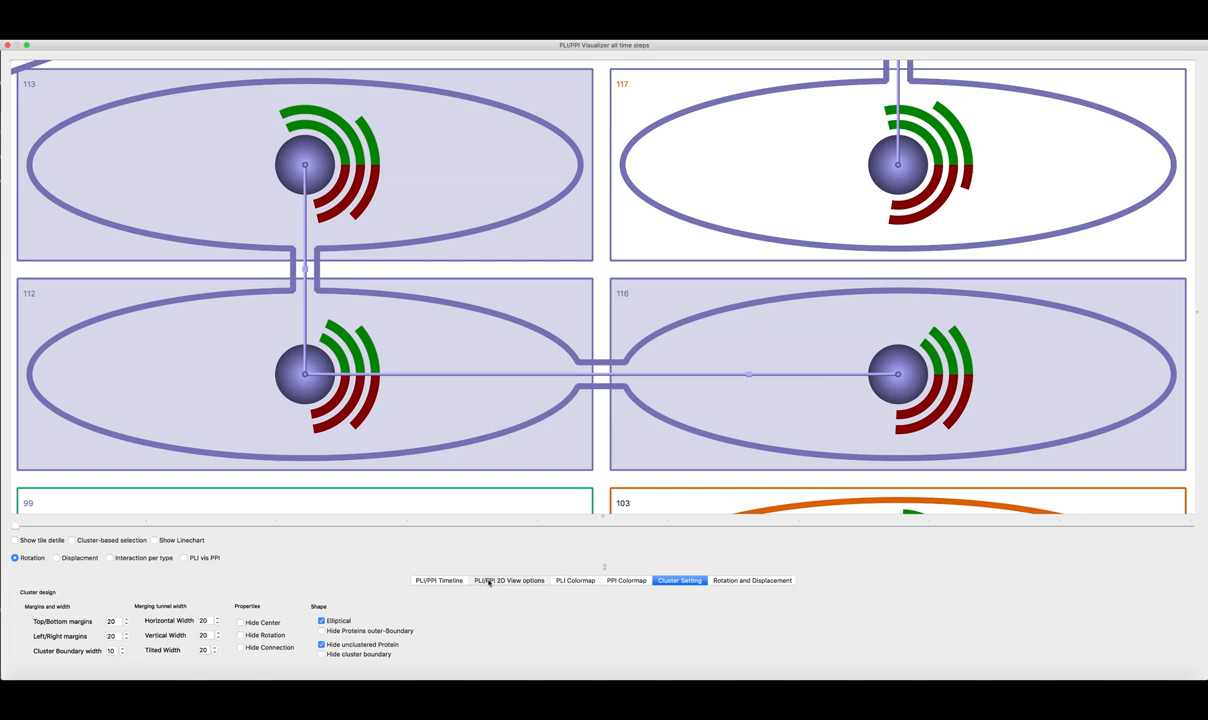 PLI/PPI Visualizer all time steps
113
117
112
116
99
103
Show tile detile Cluster-based selection Show Linechart
Rotation Displacment Interaction per type PLI vis PPI
PLI/PPI Timeline PLI/PPI 2D View options PLI Colormap PPI Colormap Cluster Setting Rotation and Displacement
Cluster design
Margins and width
Top/Bottom margins 20
Left/Right margins 20
Cluster Boundary width 10
Merging tunnel width
Horizontal Width 20
Vertical Width 20
Tilted Width 20
Properties
Hide Center
Hide Rotation
Hide Connection
Shape
Elliptical
Hide Proteins outer-Boundary
Hide unclustered Protein
Hide cluster boundary